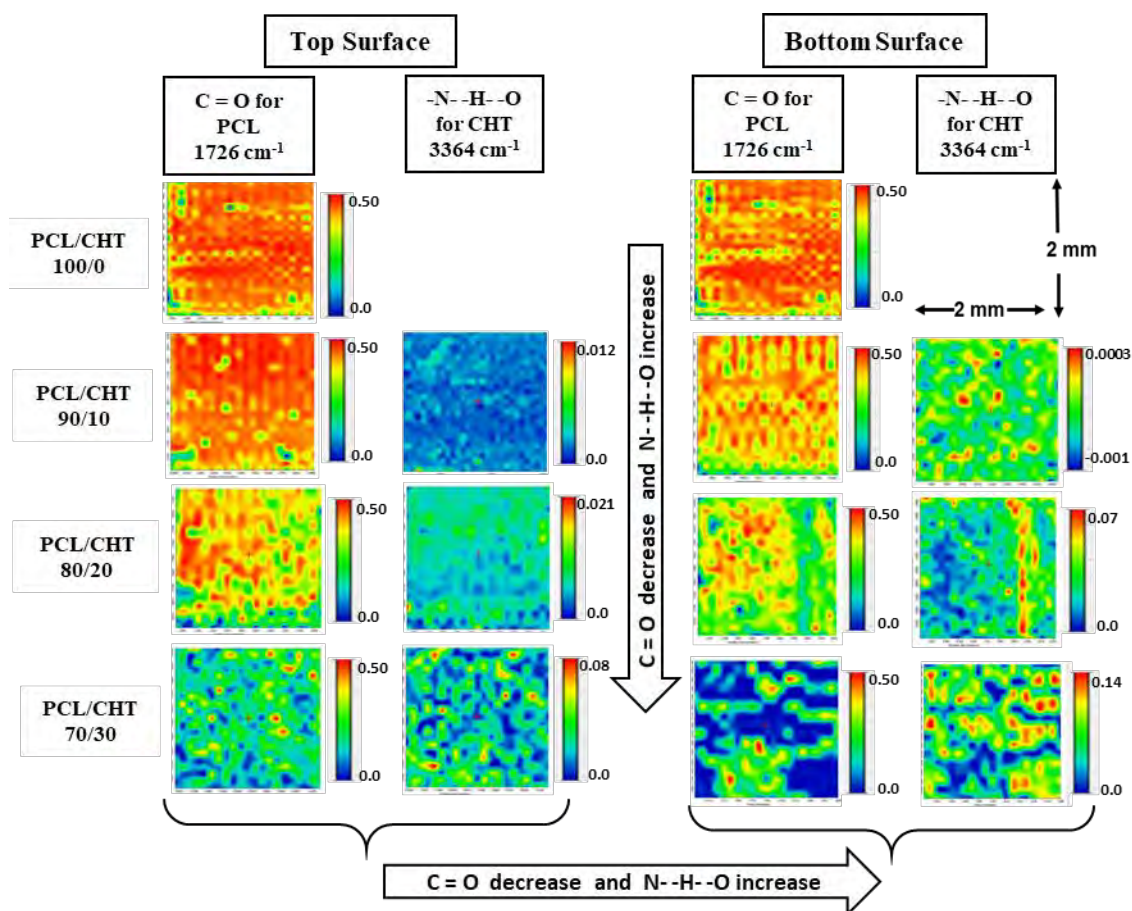 Top Surface
Bottom Surface
C = O for
PCL
1726 cm⁻¹
-N- -H- -O
for CHT
3364 cm⁻¹
C = O for
PCL
1726 cm⁻¹
-N- -H- -O
for CHT
3364 cm⁻¹
PCL/CHT
100/0
0.50
0.0
0.50
0.0
2 mm
2 mm
PCL/CHT
90/10
0.50
0.0
0.012
0.0
0.50
0.0
0.0003
-0.001
PCL/CHT
80/20
0.50
0.0
0.021
0.0
0.50
0.0
0.07
0.0
PCL/CHT
70/30
0.50
0.0
0.08
0.0
0.50
0.0
0.14
0.0
C = O decrease and N- -H- -O increase
C = O decrease and N- -H- -O increase